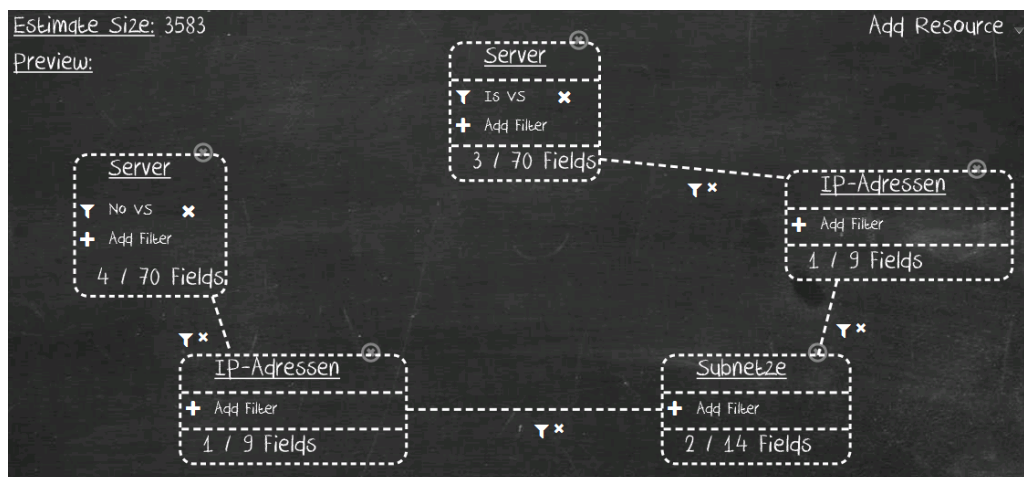 Estimate Size: 3583
Add Resource
Preview:
Server
Is VS
Add Filter
3 / 70 Fields
Server
No VS
Add Filter
4 / 70 Fields
IP-Adressen
Add Filter
1 / 9 Fields
IP-Adressen
Add Filter
1 / 9 Fields
Subnetze
Add Filter
2 / 14 Fields